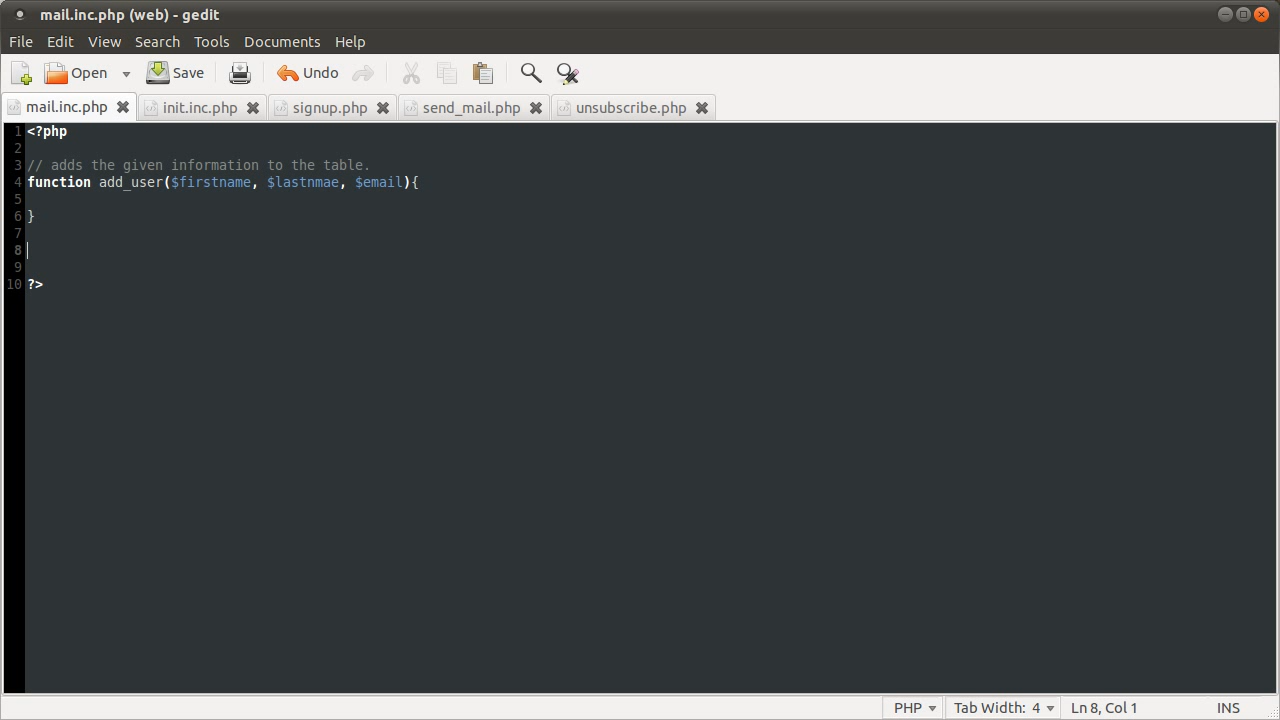 mail.inc.php (web) - gedit
File Edit View Search Tools Documents Help
Open Save Undo
mail.inc.php init.inc.php signup.php send_mail.php unsubscribe.php
1 <?php
2
3 // adds the given information to the table.
4 function add_user($firstname, $lastnmae, $email){
5
6 }
7
8
9
10 ?>
PHP Tab Width: 4 Ln 8, Col 1 INS